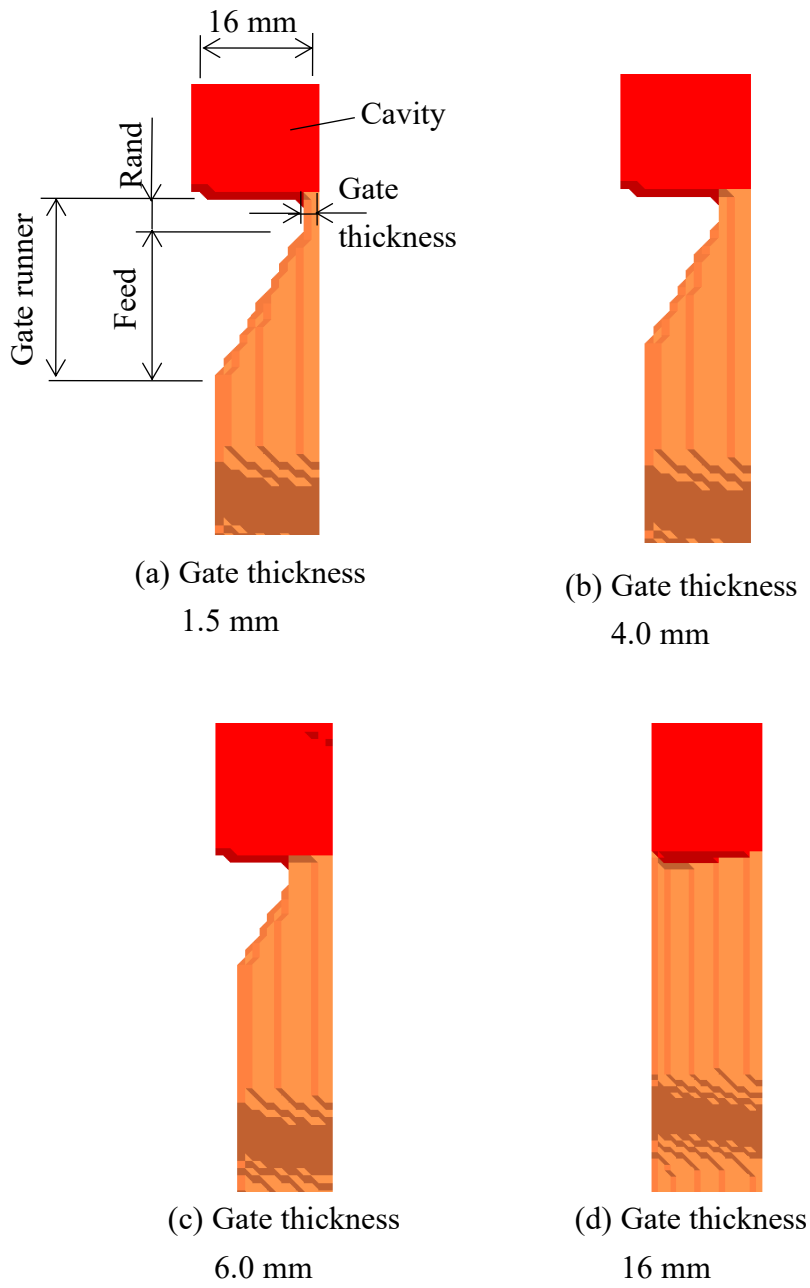 16 mm
Cavity
Rand
Gate
thickness
Gate runner
Feed
(a) Gate thickness
1.5 mm
(b) Gate thickness
4.0 mm
(c) Gate thickness
6.0 mm
(d) Gate thickness
16 mm